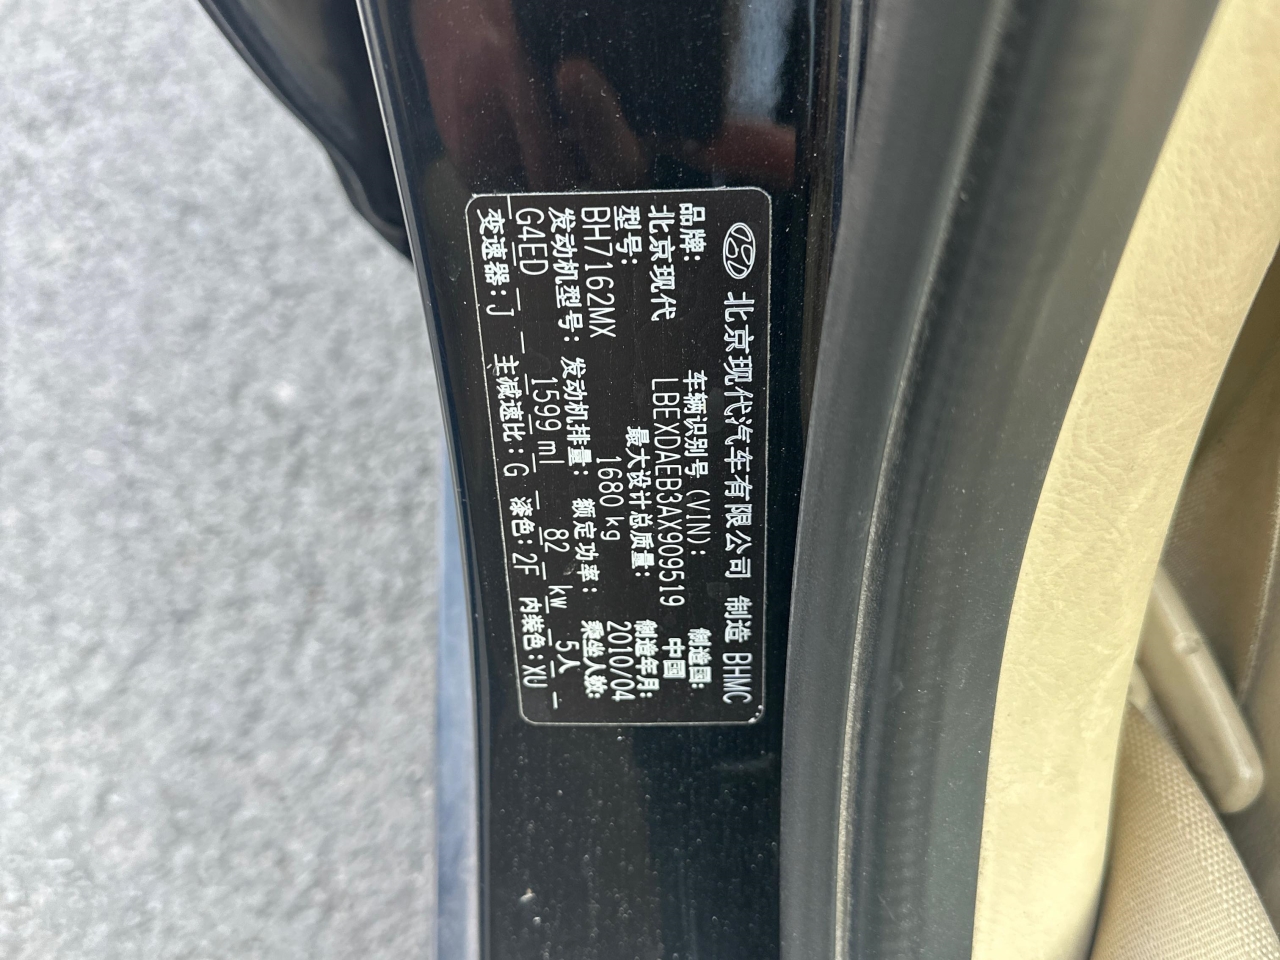 北京现代汽车有限公司 制造 BHMC
品牌: 车辆识别号(VIN): 制造国:
北京现代 LBEXDAEB3AX909519 中国
型号: 最大设计总质量: 制造年月:
BH7162MX 1680 kg 2010/04
发动机型号: 发动机排量: 额定功率: 乘坐人数:
G4ED 1599 ml 82 kw 5人
变速器:J 主减速比:G 漆色:2F 内装色:XU